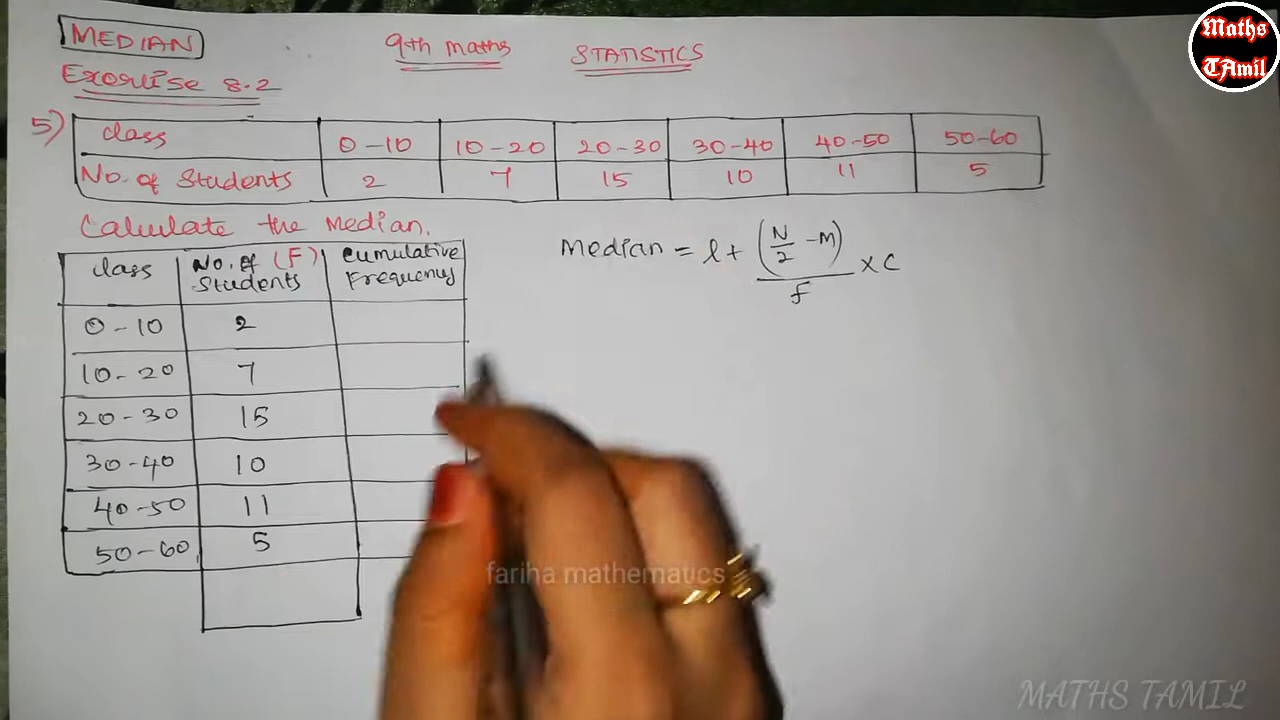 MEDIAN
9th maths STATISTICS
Exercise 8.2
5) class 0-10 10-20 20-30 30-40 40-50 50-60
No. of Students 2 7 15 10 11 5
Calculate the Median.
class No. of (F) Students Cumulative Frequency
0-10 2
10-20 7
20-30 15
30-40 10
40-50 11
50-60 5
Median = l + (N/2 - M)/f × c
Maths
TAmil
fariha mathematics
MATHS TAMIL